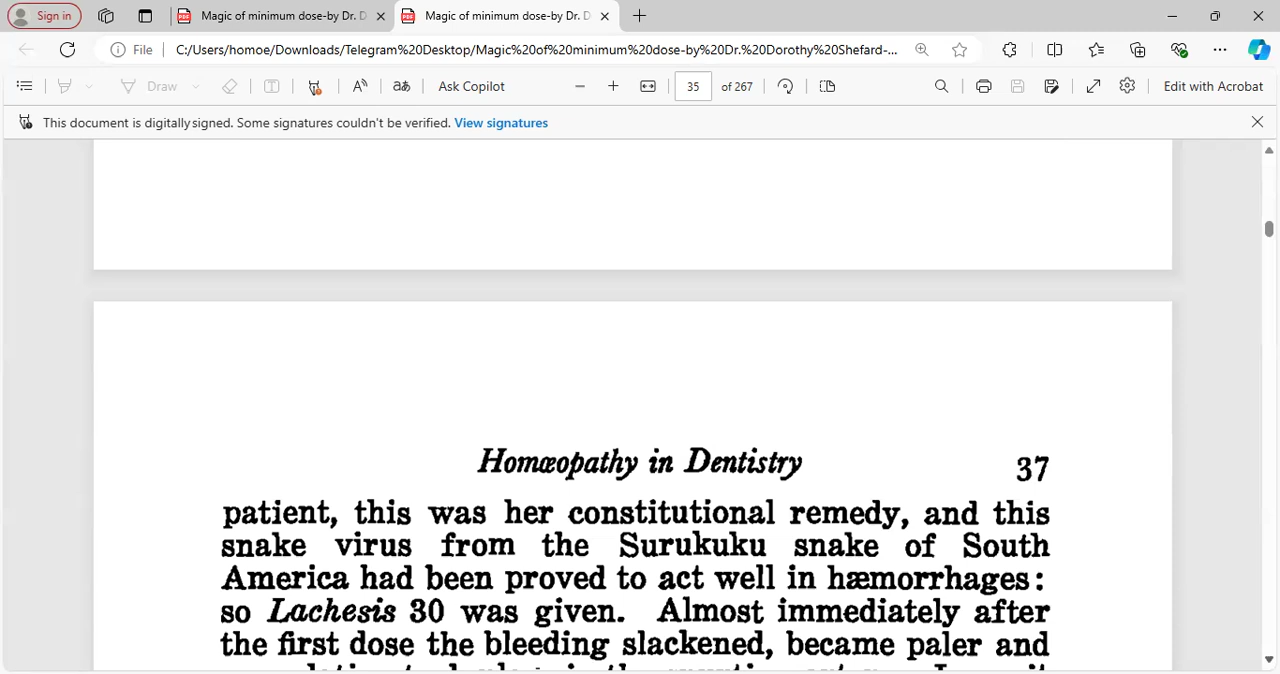 Sign in
Magic of minimum dose-by Dr. D
Magic of minimum dose-by Dr. D
File
C:/Users/homoe/Downloads/Telegram%20Desktop/Magic%20of%20minimum%20dose-by%20Dr.%20Dorothy%20Shefard-...
Draw
Ask Copilot
35
of 267
Edit with Acrobat
This document is digitally signed. Some signatures couldn't be verified. View signatures
Homœopathy in Dentistry 37
patient, this was her constitutional remedy, and this
snake virus from the Surukuku snake of South
America had been proved to act well in hæmorrhages:
so Lachesis 30 was given. Almost immediately after
the first dose the bleeding slackened, became paler and